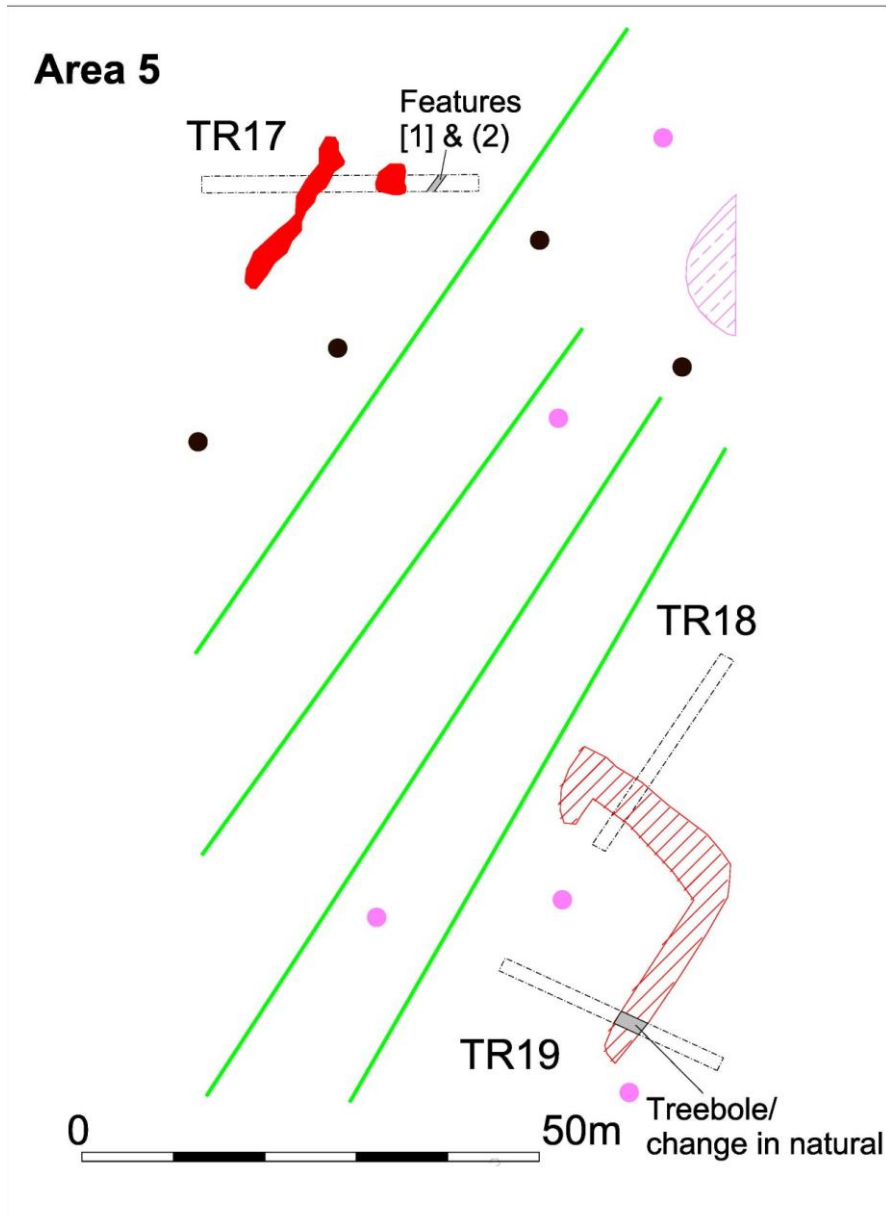 Area 5
TR17
Features
[1] & (2)
TR18
TR19
Treebole/
change in natural
0
50m